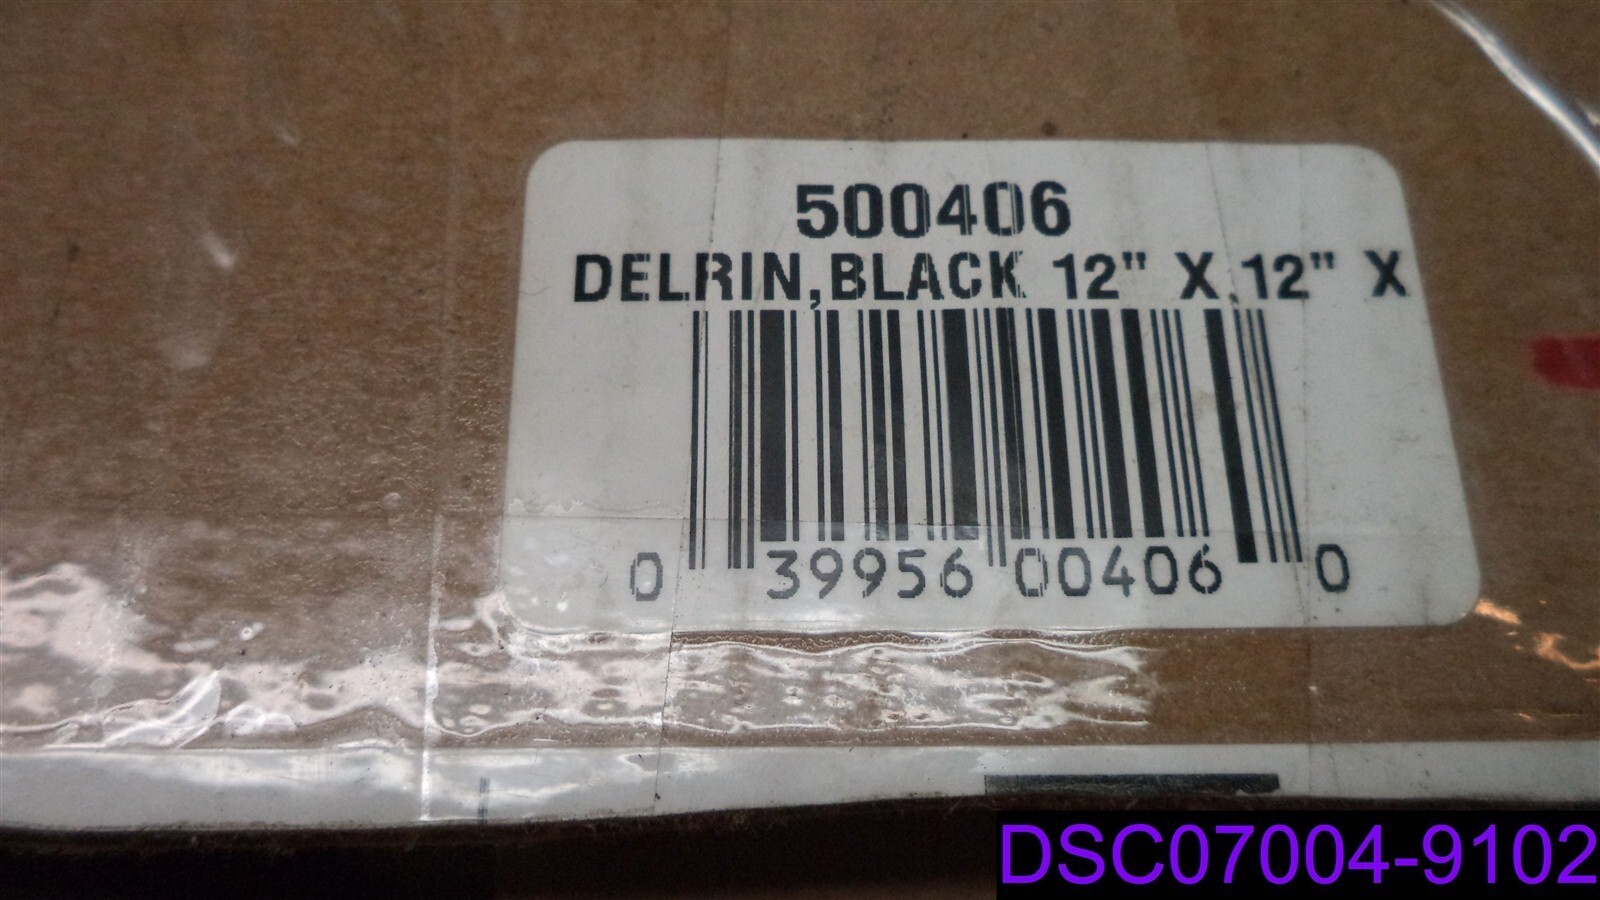 500406
DELRIN,BLACK 12" X 12" X
0 39956 00406 0
DSC07004-9102